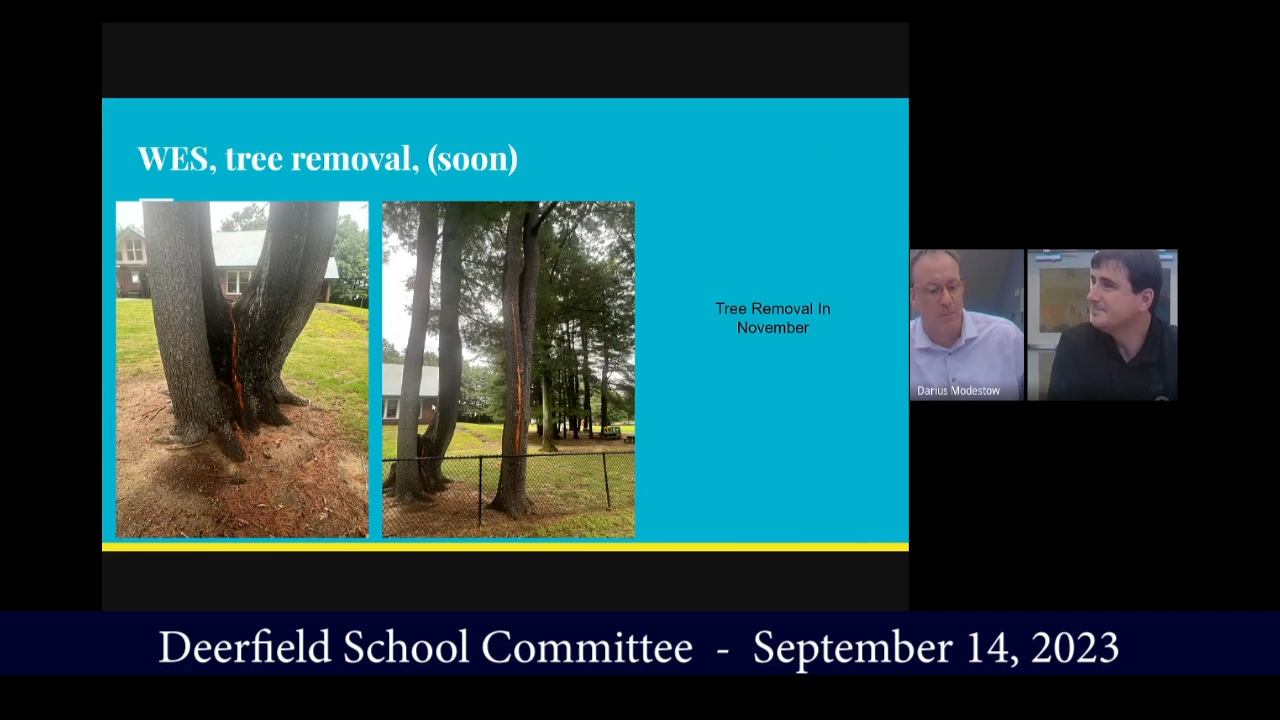 WES, tree removal, (soon)
Tree Removal In
November
Darius Modestow
Deerfield School Committee - September 14, 2023